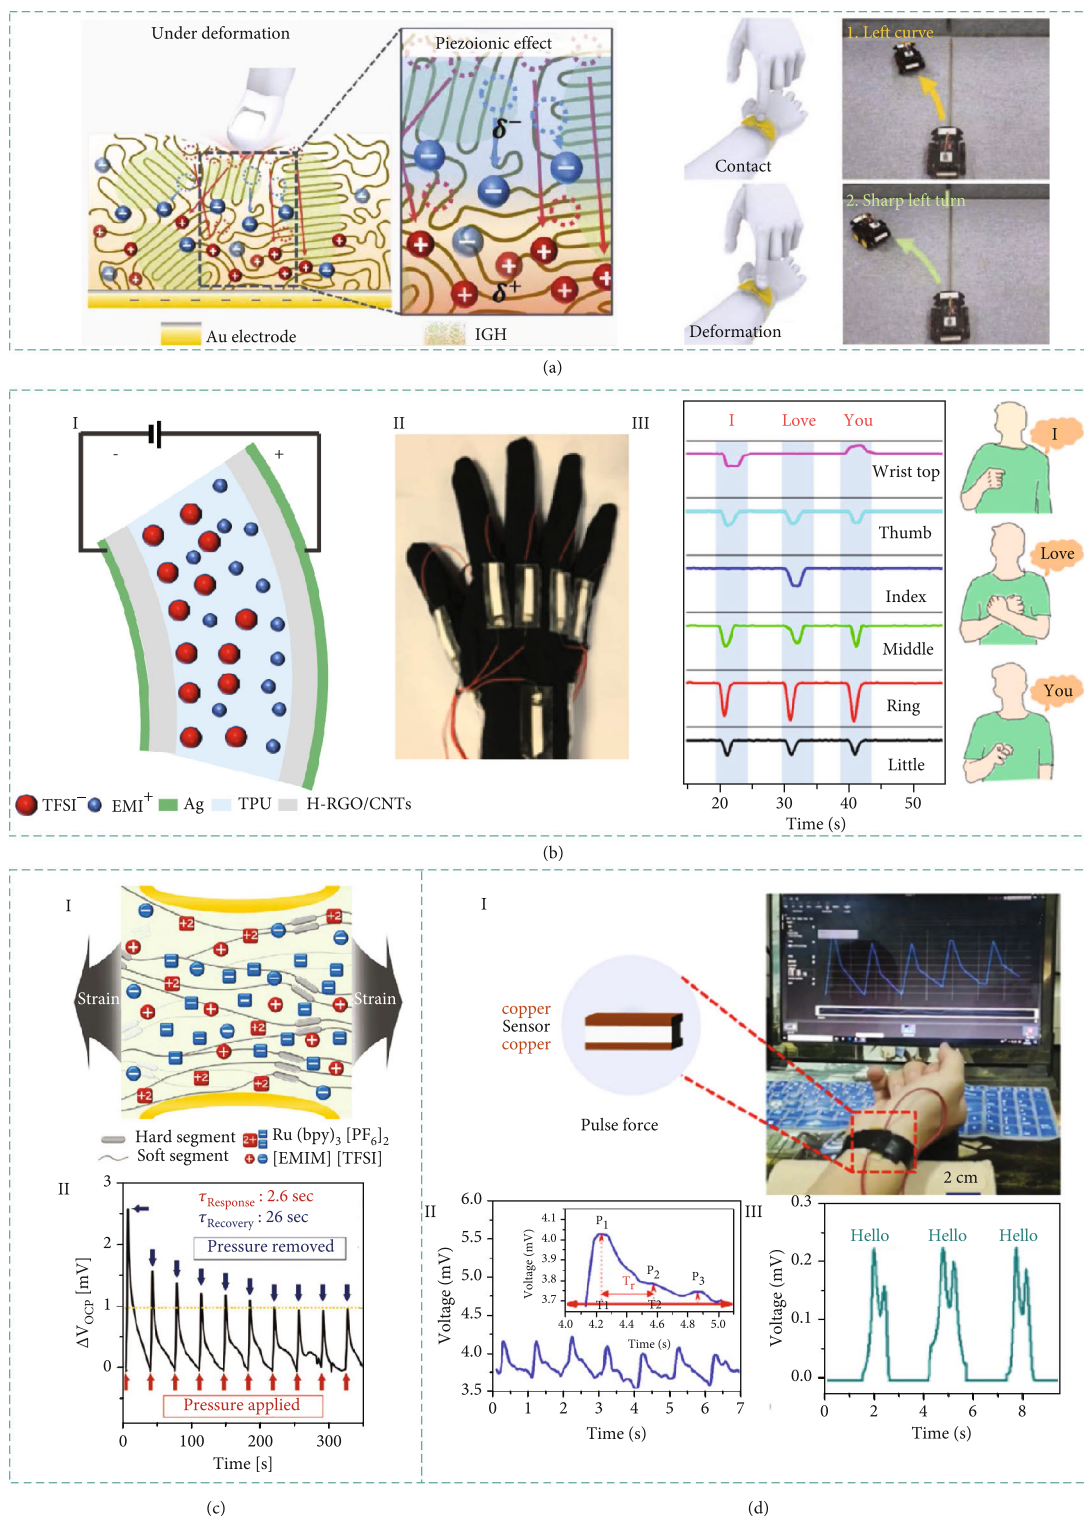 Under deformation
Piezoionic effect
δ−
δ+
Au electrode
IGH
Contact
Deformation
1. Left curve
2. Sharp left turn
(a)
I
-
+
TFSI−
EMI+
Ag
TPU
H-RGO/CNTs
II
III
I Love You
Wrist top
Thumb
Index
Middle
Ring
Little
20 30 40 50
Time (s)
I
Love
You
(b)
I
Strain
Strain
Hard segment
Soft segment
Ru (bpy)3 [PF6]2
[EMIM] [TFSI]
II
τResponse : 2.6 sec
τRecovery : 26 sec
Pressure removed
Pressure applied
ΔVOCP [mV]
3
2
1
0
0 100 200 300
Time [s]
(c)
I
copper
Sensor
copper
Pulse force
2 cm
II
Voltage (mV)
6.0
5.5
5.0
4.5
4.0
3.5
0 1 2 3 4 5 6 7
Time (s)
Voltage (mV)
4.0
3.9
3.8
3.7
P1
P2
P3
Tr
T1
T2
4.0 4.2 4.4 4.6 4.8 5.0
Time (s)
III
Voltage (mV)
0.3
0.2
0.1
0.0
Hello Hello Hello
0 2 4 6 8
Time (s)
(d)